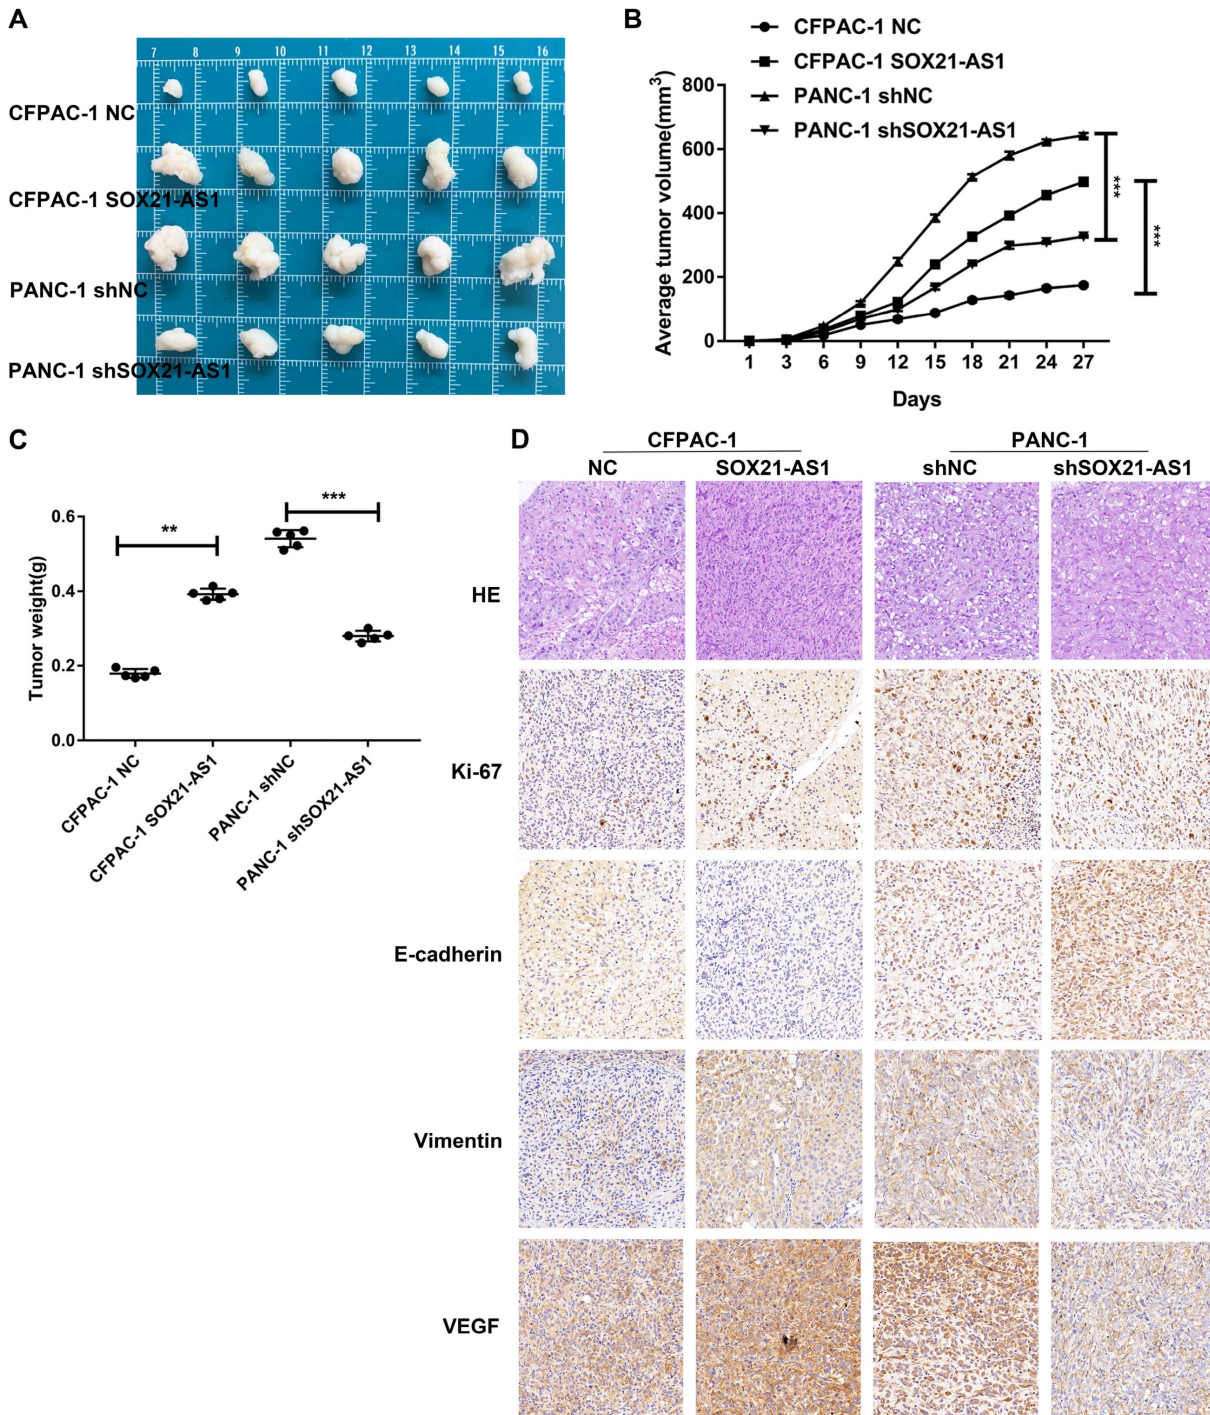 A
7 8 9 10 11 12 13 14 15 16
CFPAC-1 NC
CFPAC-1 SOX21-AS1
PANC-1 shNC
PANC-1 shSOX21-AS1
B
CFPAC-1 NC
CFPAC-1 SOX21-AS1
PANC-1 shNC
PANC-1 shSOX21-AS1
Average tumor volume(mm³)
800
600
400
200
0
1 3 6 9 12 15 18 21 24 27
Days
***
***
C
Tumor weight(g)
0.6
0.4
0.2
0.0
**
***
CFPAC-1 NC
CFPAC-1 SOX21-AS1
PANC-1 shNC
PANC-1 shSOX21-AS1
D
CFPAC-1 PANC-1
NC SOX21-AS1 shNC shSOX21-AS1
HE
Ki-67
E-cadherin
Vimentin
VEGF